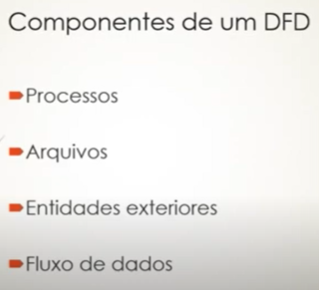 Componentes de um DFD
Processos
Arquivos
Entidades exteriores
Fluxo de dados